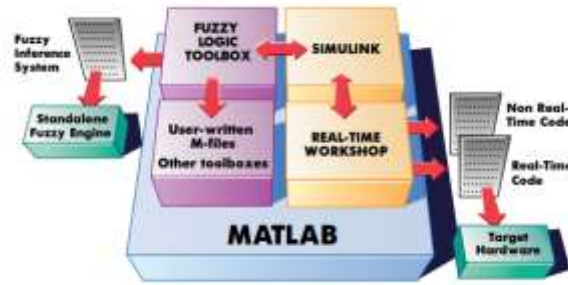 Fuzzy
Inference
System
FUZZY
LOGIC
TOOLBOX
SIMULINK
Standalone
Fuzzy Engine
User-written
M-files
Other toolboxes
REAL-TIME
WORKSHOP
Non Real-
Time Code
Real-Time
Code
MATLAB
Target
Hardware